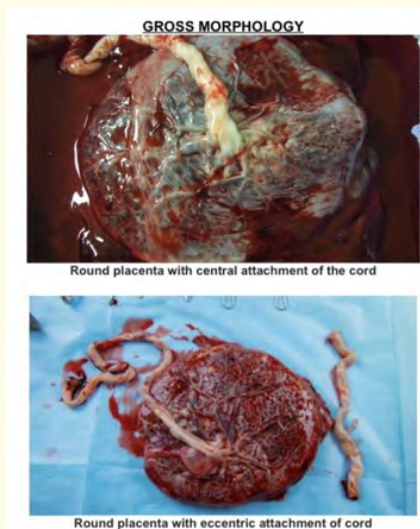 GROSS MORPHOLOGY
Round placenta with central attachment of the cord
Round placenta with eccentric attachment of cord